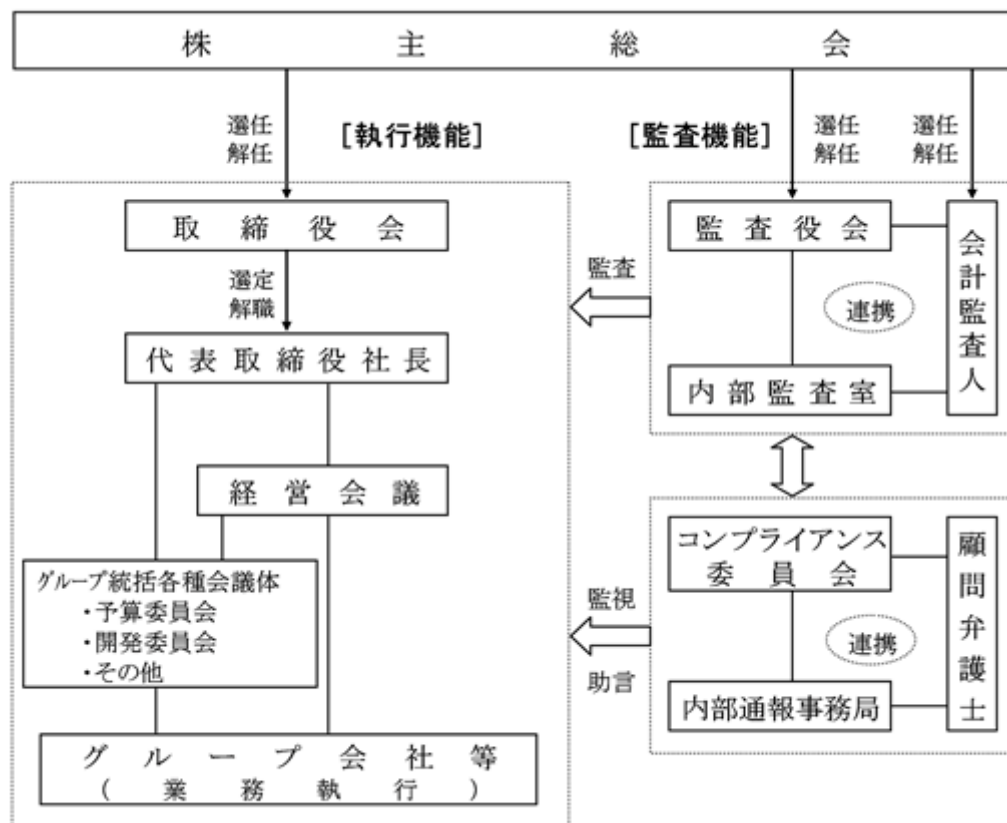 株主総会
選任
解任
[執行機能]
[監査機能]
選任
解任
選任
解任
取締役会
選定
解職
代表取締役社長
経営会議
グループ統括各種会議体
・予算委員会
・開発委員会
・その他
グループ会社等
(業務執行)
監査
監査役会
連携
内部監査室
会計監査人
監視
助言
コンプライアンス
委員会
連携
内部通報事務局
顧問弁護士